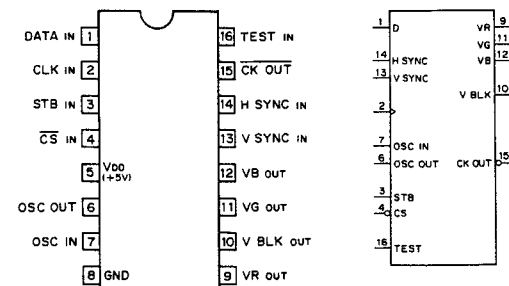 DATA IN 1
CLK IN 2
STB IN 3
CS IN 4
5 VDD (+5V)
OSC OUT 6
OSC IN 7
8 GND
16 TEST IN
15 CK OUT
14 H SYNC IN
13 V SYNC IN
12 VB OUT
11 VG OUT
10 V BLK OUT
9 VR OUT
1 D
14 H SYNC
13 V SYNC
2
7 OSC IN
6 OSC OUT
3 STB
4 CS
16 TEST
VR 9
VG 11
VB 12
V BLK 10
CK OUT 15